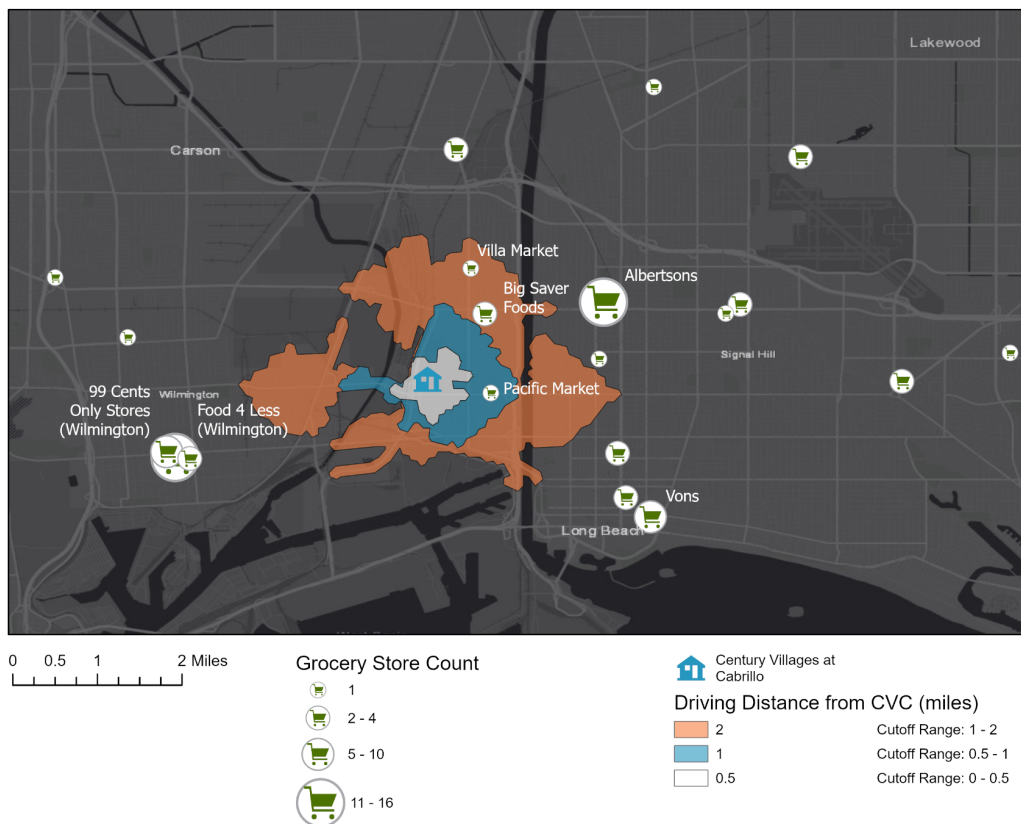 Lakewood
Carson
Villa Market
Albertsons
Big Saver
Foods
Signal Hill
99 Cents
Only Stores
(Wilmington)
Wilmington
Food 4 Less
(Wilmington)
Pacific Market
Vons
Long Beach
0 0.5 1 2 Miles
Grocery Store Count
1
2 - 4
5 - 10
11 - 16
Century Villages at
Cabrillo
Driving Distance from CVC (miles)
2 Cutoff Range: 1 - 2
1 Cutoff Range: 0.5 - 1
0.5 Cutoff Range: 0 - 0.5